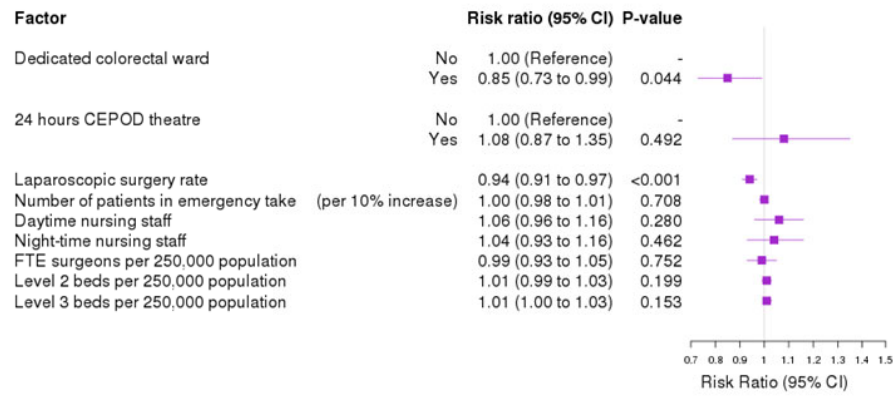 Factor Risk ratio (95% CI) P-value
Dedicated colorectal ward No 1.00 (Reference) -
Yes 0.85 (0.73 to 0.99) 0.044
24 hours CEPOD theatre No 1.00 (Reference) -
Yes 1.08 (0.87 to 1.35) 0.492
Laparoscopic surgery rate 0.94 (0.91 to 0.97) <0.001
Number of patients in emergency take (per 10% increase) 1.00 (0.98 to 1.01) 0.708
Daytime nursing staff 1.06 (0.96 to 1.16) 0.280
Night-time nursing staff 1.04 (0.93 to 1.16) 0.462
FTE surgeons per 250,000 population 0.99 (0.93 to 1.05) 0.752
Level 2 beds per 250,000 population 1.01 (0.99 to 1.03) 0.199
Level 3 beds per 250,000 population 1.01 (1.00 to 1.03) 0.153
0.7 0.8 0.9 1 1.1 1.2 1.3 1.4 1.5
Risk Ratio (95% CI)